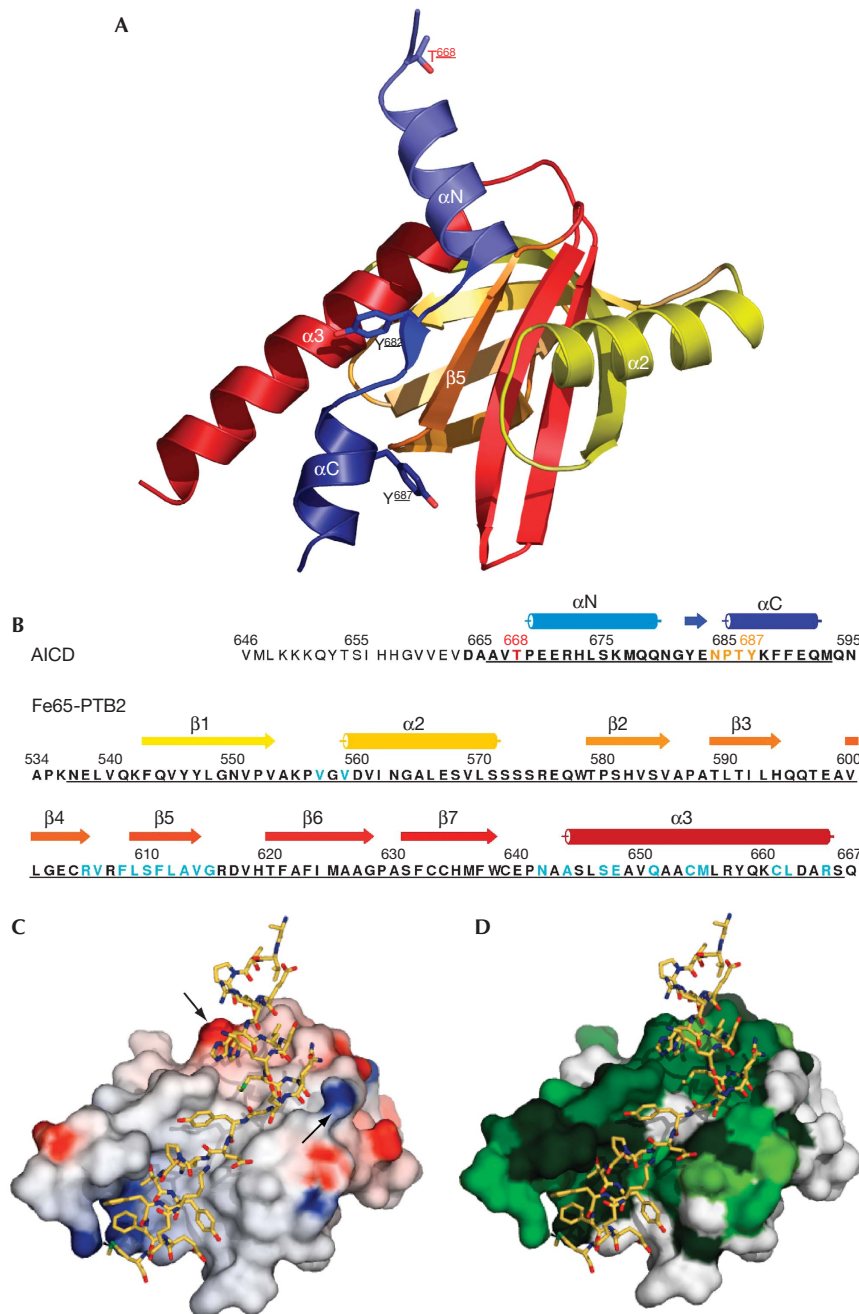 A
T668
αN
α3
Y682
β5
α2
αC
Y687
B
αN αC
646 655 665 668 675 685 687 595
AICD VMLKKKQYTSIHHGVVEVDAAVTPEERHLSKMQQNGYENPTYKFFEQMQN
Fe65-PTB2
β1 α2 β2 β3
534 540 550 560 570 580 590 600
APKNELVQKFQVYYLGNVPVAKPVGVDVINGALESVLSSSSREQWTPSHVSVAPATLTILHQQTEAV
β4 β5 β6 β7 α3
610 620 630 640 650 660 667
LGECRVRFLSFLAVGRDVHTFAFIMAAGPASFCCHMFWCEPNAASLSEAVQAACMLRYQKCLDARSQ
C D